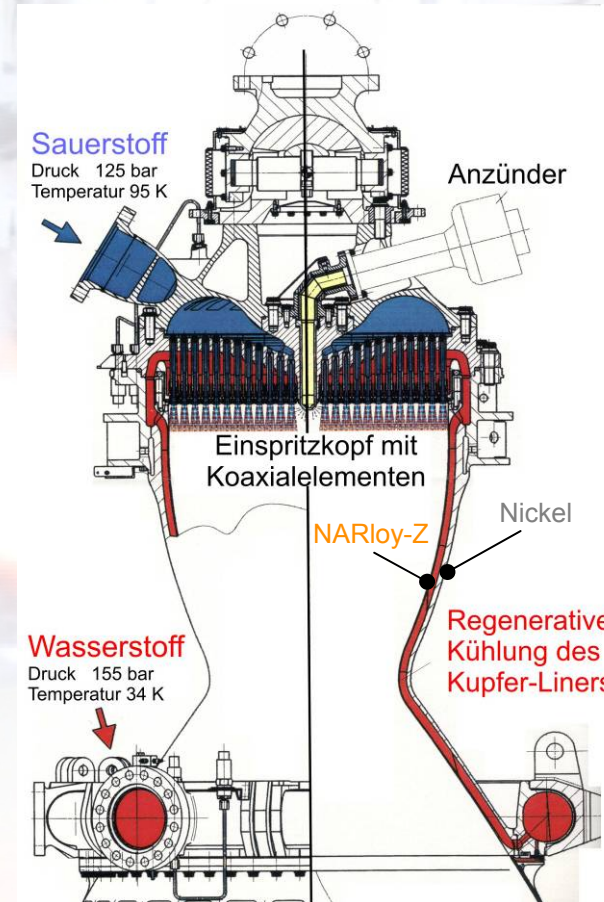 Sauerstoff
Druck 125 bar
Temperatur 95 K
Anzünder
Einspritzkopf mit
Koaxialelementen
Nickel
NARloy-Z
Regenerative
Kühlung des
Kupfer-Liners
Wasserstoff
Druck 155 bar
Temperatur 34 K